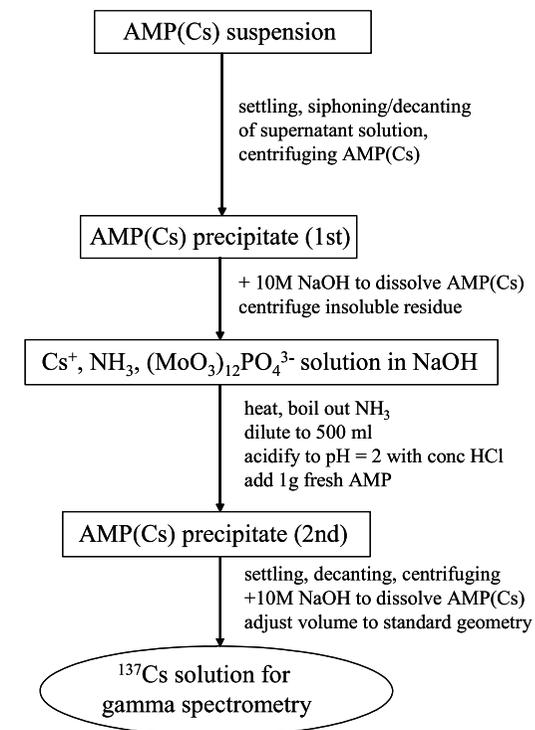 AMP(Cs) suspension
settling, siphoning/decanting
of supernatant solution,
centrifuging AMP(Cs)
AMP(Cs) precipitate (1st)
+ 10M NaOH to dissolve AMP(Cs)
centrifuge insoluble residue
Cs⁺, NH₃, (MoO₃)₁₂PO₄³⁻ solution in NaOH
heat, boil out NH₃
dilute to 500 ml
acidify to pH = 2 with conc HCl
add 1g fresh AMP
AMP(Cs) precipitate (2nd)
settling, decanting, centrifuging
+10M NaOH to dissolve AMP(Cs)
adjust volume to standard geometry
¹³⁷Cs solution for
gamma spectrometry